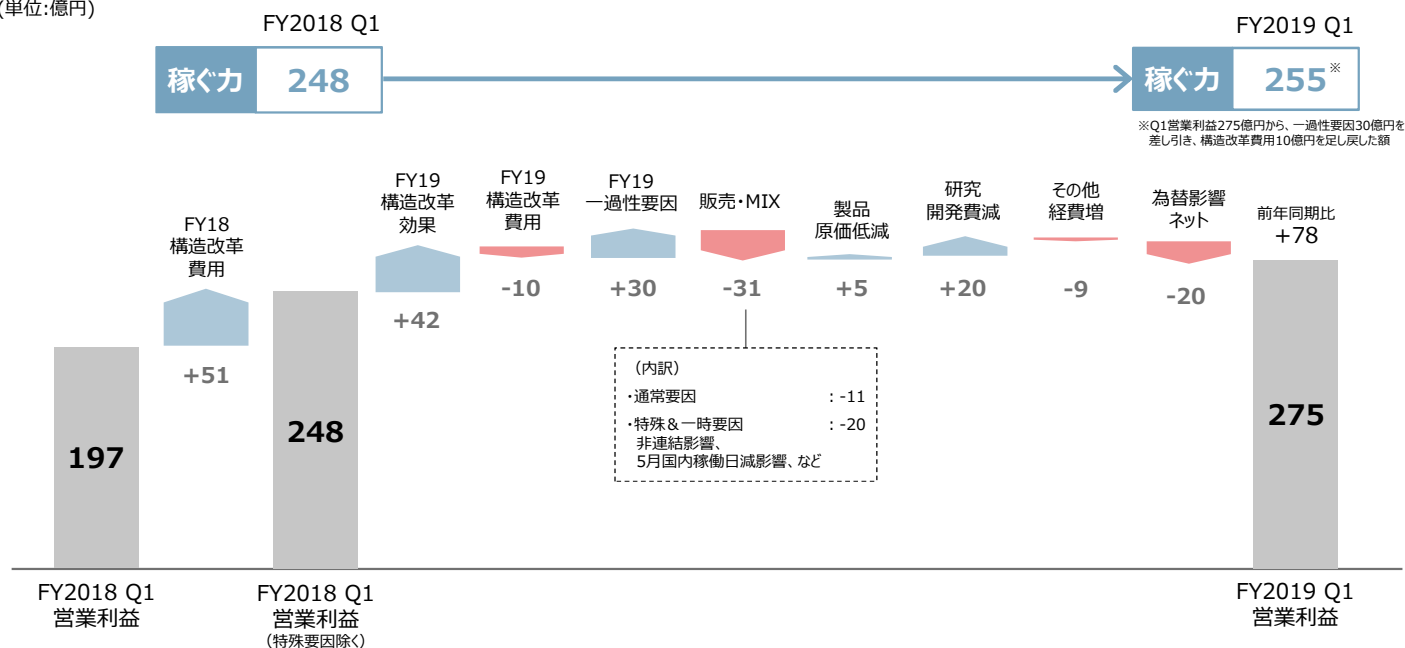 (単位:億円)
FY2018 Q1
稼ぐ力 248
FY2019 Q1
稼ぐ力 255※
※Q1営業利益275億円から、一過性要因30億円を
差し引き、構造改革費用10億円を足し戻した額
FY18
構造改革
費用
+51
FY19
構造改革
効果
+42
FY19
構造改革
費用
-10
FY19
一過性要因
+30
販売・MIX
-31
製品
原価低減
+5
研究
開発費減
+20
その他
経費増
-9
為替影響
ネット
-20
前年同期比
+78
(内訳)
・通常要因 : -11
・特殊&一時要因 : -20
非連結影響、
5月国内稼働日減影響、など
197
248
275
FY2018 Q1
営業利益
FY2018 Q1
営業利益
(特殊要因除く)
FY2019 Q1
営業利益